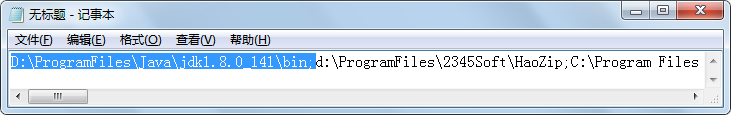 无标题 - 记事本
文件(F) 编辑(E) 格式(O) 查看(V) 帮助(H)
D:\ProgramFiles\Java\jdk1.8.0_141\bin;d:\ProgramFiles\2345Soft\HaoZip;C:\Program Files